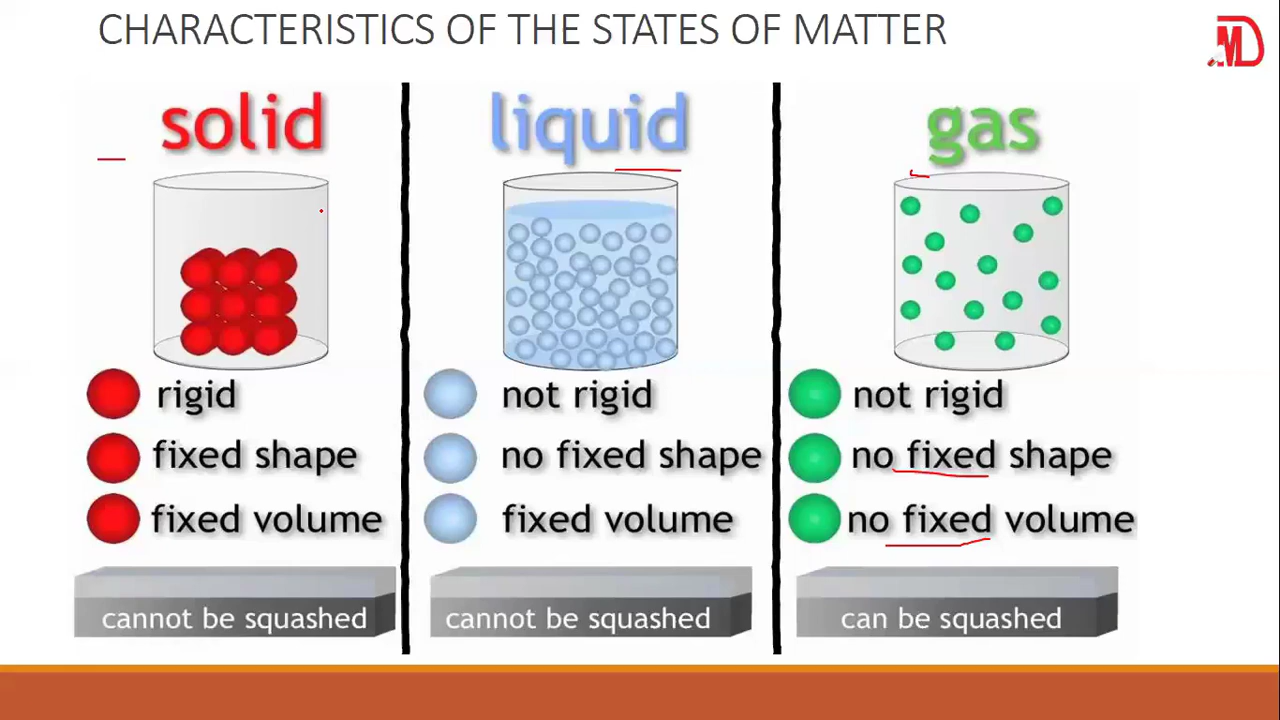 CHARACTERISTICS OF THE STATES OF MATTER
MD
solid
rigid
fixed shape
fixed volume
cannot be squashed
liquid
not rigid
no fixed shape
fixed volume
cannot be squashed
gas
not rigid
no fixed shape
no fixed volume
can be squashed